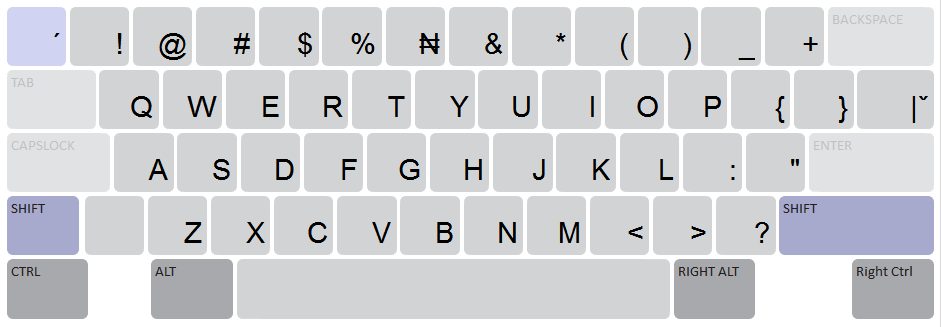 ´ ! @ # $ % ₦ & * ( ) _ + BACKSPACE
TAB Q W E R T Y U I O P { } |ˇ
CAPSLOCK A S D F G H J K L : " ENTER
SHIFT Z X C V B N M < > ? SHIFT
CTRL ALT RIGHT ALT Right Ctrl